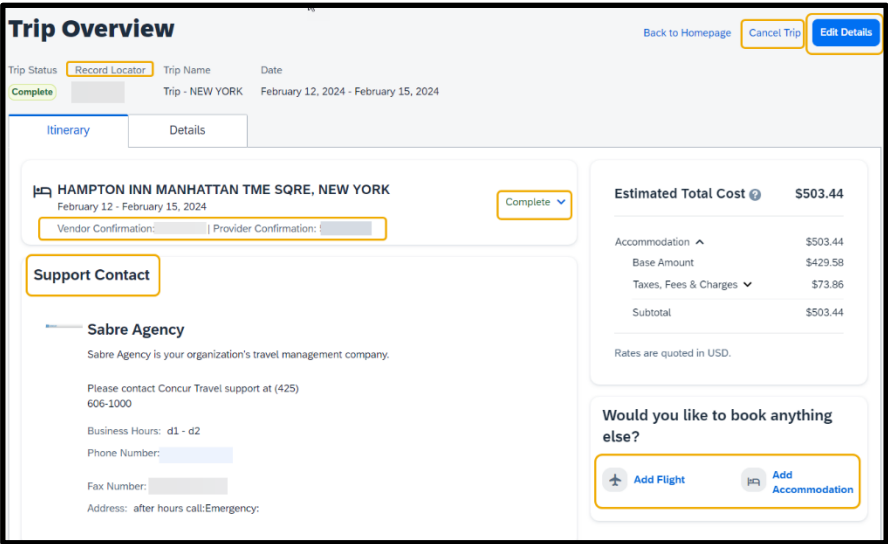 Trip Overview
Back to Homepage
Cancel Trip
Edit Details
Trip Status
Record Locator
Trip Name
Date
Complete
Trip - NEW YORK
February 12, 2024 - February 15, 2024
Itinerary
Details
HAMPTON INN MANHATTAN TME SQRE, NEW YORK
February 12 - February 15, 2024
Vendor Confirmation: | Provider Confirmation:
Complete
Support Contact
Sabre Agency
Sabre Agency is your organization's travel management company.
Please contact Concur Travel support at (425)
606-1000
Business Hours: d1 - d2
Phone Number:
Fax Number:
Address: after hours call:Emergency:
Estimated Total Cost ? $503.44
Accommodation $503.44
Base Amount $429.58
Taxes, Fees & Charges $73.86
Subtotal $503.44
Rates are quoted in USD.
Would you like to book anything
else?
Add Flight
Add
Accommodation